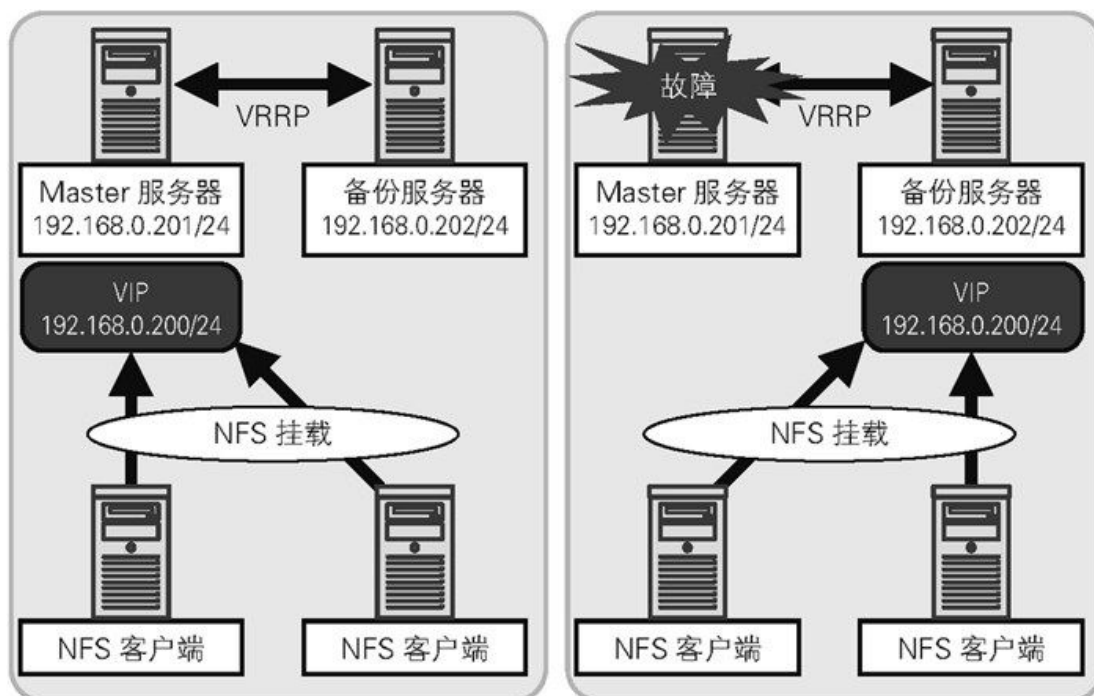 VRRP
Master 服务器
192.168.0.201/24
备份服务器
192.168.0.202/24
VIP
192.168.0.200/24
NFS 挂载
NFS 客户端
NFS 客户端
故障
VRRP
Master 服务器
192.168.0.201/24
备份服务器
192.168.0.202/24
VIP
192.168.0.200/24
NFS 挂载
NFS 客户端
NFS 客户端